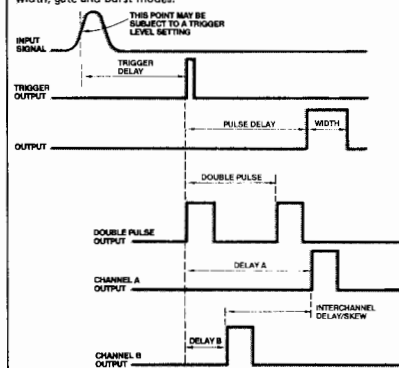 width, gate and burst modes.
THIS POINT MAY BE
SUBJECT TO A TRIGGER
LEVEL SETTING
INPUT
SIGNAL
TRIGGER
DELAY
TRIGGER
OUTPUT
PULSE DELAY
WIDTH
OUTPUT
DOUBLE PULSE
DOUBLE PULSE
OUTPUT
DELAY A
CHANNEL A
OUTPUT
INTERCHANNEL
DELAY/SKEW
DELAY B
CHANNEL B
OUTPUT